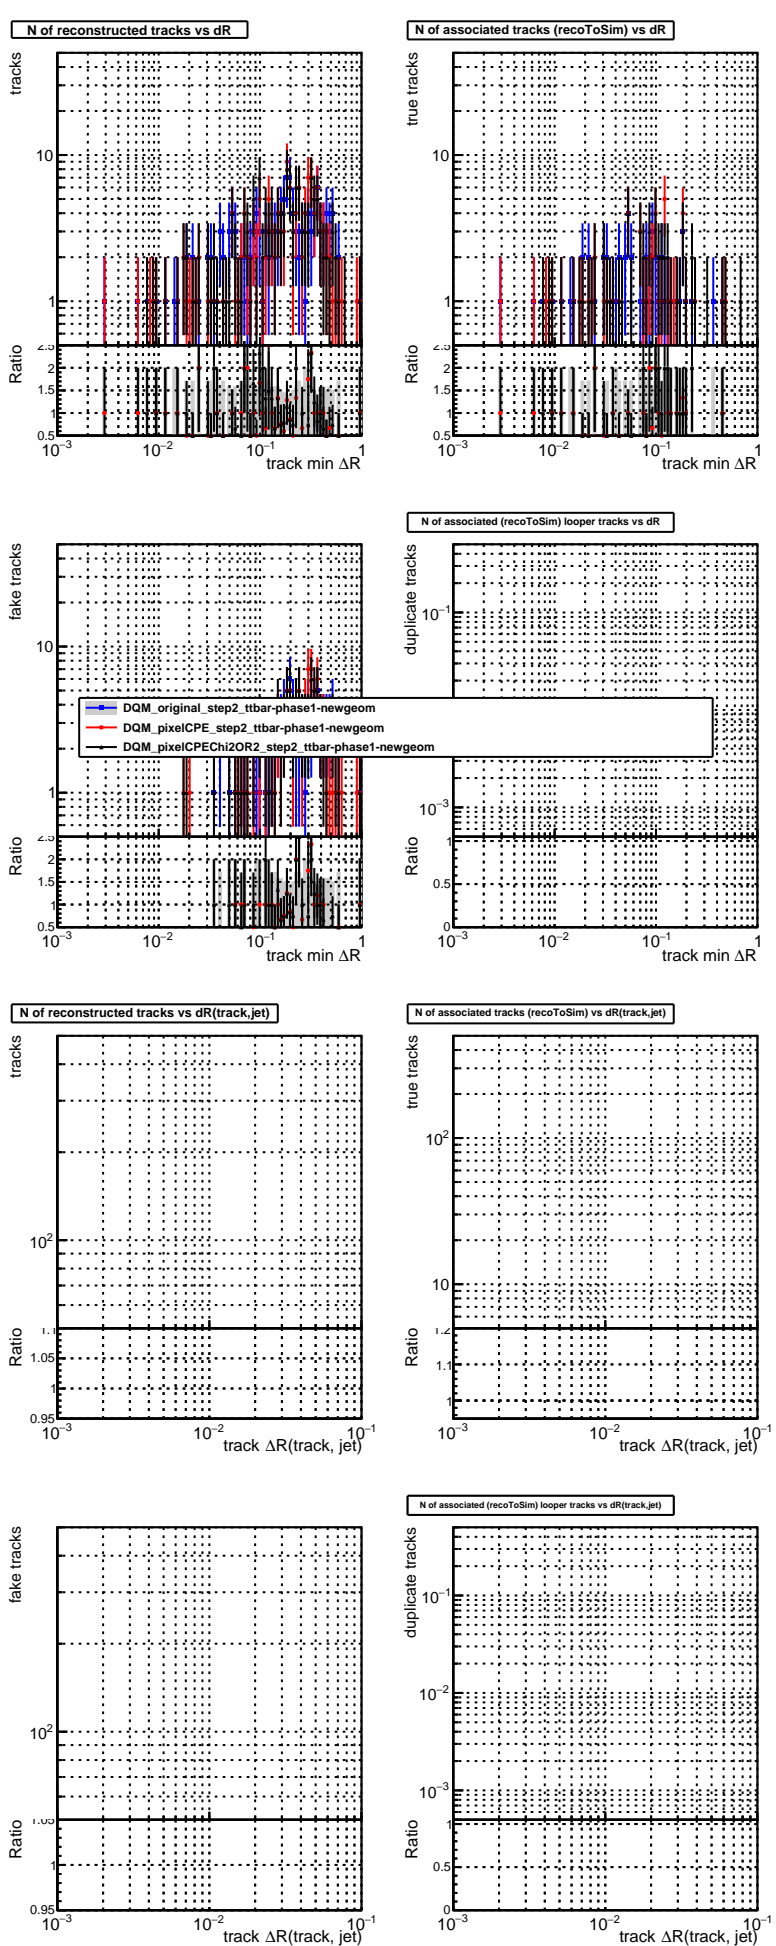 N of reconstructed tracks vs dR
N of associated tracks (recoToSim) vs dR
tracks
10
1
Ratio
2.5
2
1.5
1
0.5
10⁻³
10⁻²
10⁻¹
1
track min ΔR
true tracks
10
1
Ratio
2.5
2
1.5
1
0.5
10⁻³
10⁻²
10⁻¹
1
track min ΔR
N of associated (recoToSim) looper tracks vs dR
fake tracks
10
1
Ratio
2.5
2
1.5
1
0.5
10⁻³
10⁻²
10⁻¹
1
track min ΔR
duplicate tracks
10⁻¹
10⁻³
Ratio
1
0.5
0
10⁻³
10⁻²
10⁻¹
1
track min ΔR
DQM_original_step2_ttbar-phase1-newgeom
DQM_pixelCPE_step2_ttbar-phase1-newgeom
DQM_pixelCPEChi2OR2_step2_ttbar-phase1-newgeom
N of reconstructed tracks vs dR(track,jet)
N of associated tracks (recoToSim) vs dR(track,jet)
tracks
10²
Ratio
1.1
1.05
1
0.95
10⁻³
10⁻²
10⁻¹
track ΔR(track, jet)
true tracks
10²
10
Ratio
1.2
1.1
1
10⁻³
10⁻²
10⁻¹
track ΔR(track, jet)
N of associated (recoToSim) looper tracks vs dR(track,jet)
fake tracks
10²
Ratio
1.05
1
0.95
10⁻³
10⁻²
10⁻¹
track ΔR(track, jet)
duplicate tracks
10⁻¹
10⁻²
10⁻³
Ratio
1
0.5
0
10⁻³
10⁻²
10⁻¹
track ΔR(track, jet)